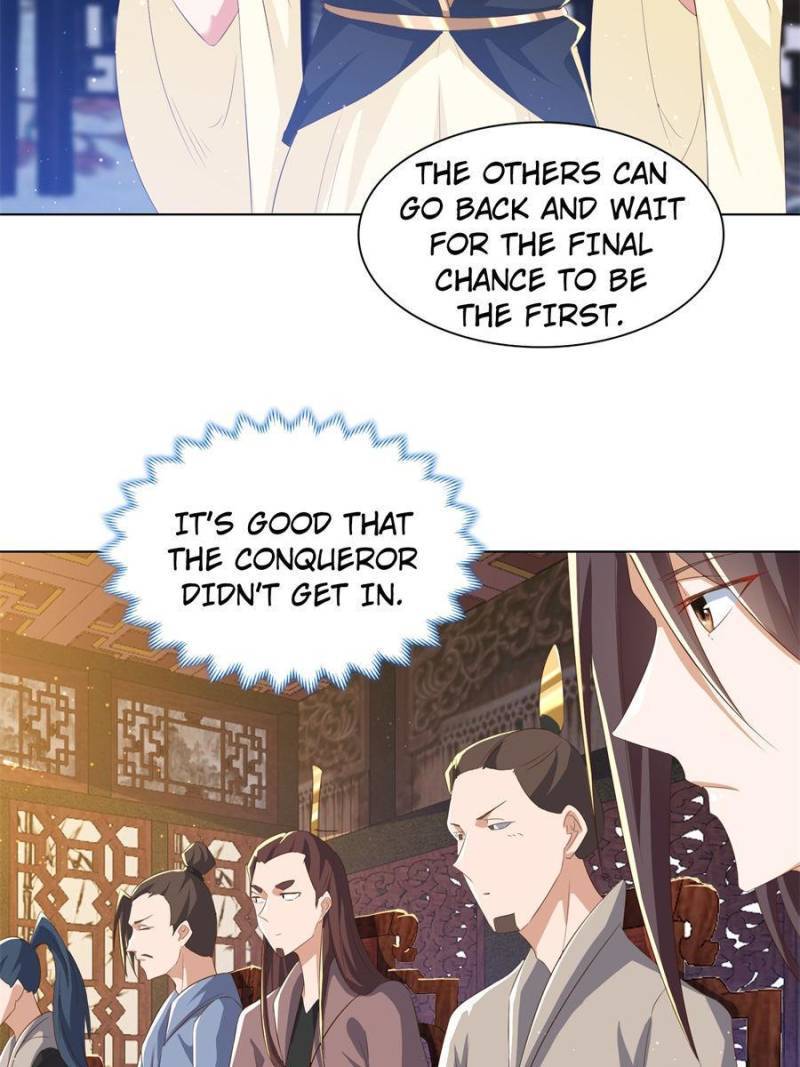 THE OTHERS CAN
GO BACK AND WAIT
FOR THE FINAL
CHANCE TO BE
THE FIRST.
IT'S GOOD THAT
THE CONQUEROR
DIDN'T GET IN.